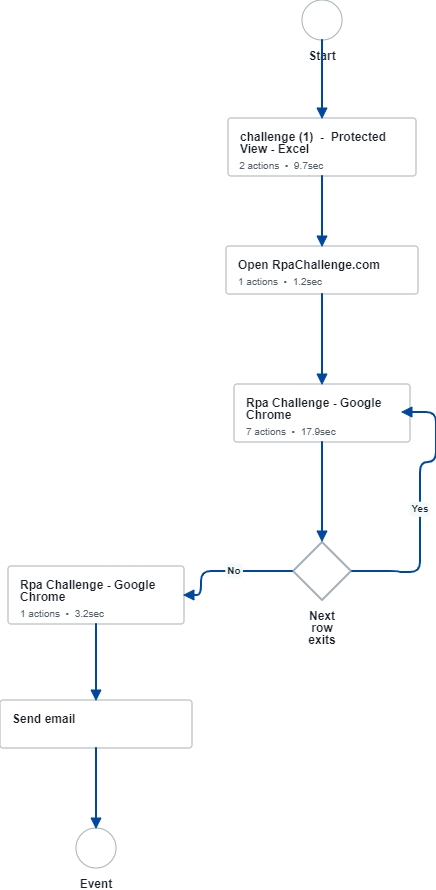 Start
challenge (1)  -  Protected
View - Excel
2 actions • 9.7sec
Open RpaChallenge.com
1 actions • 1.2sec
Rpa Challenge - Google
Chrome
7 actions • 17.9sec
Yes
No
Rpa Challenge - Google
Chrome
1 actions • 3.2sec
Next
row
exits
Send email
Event